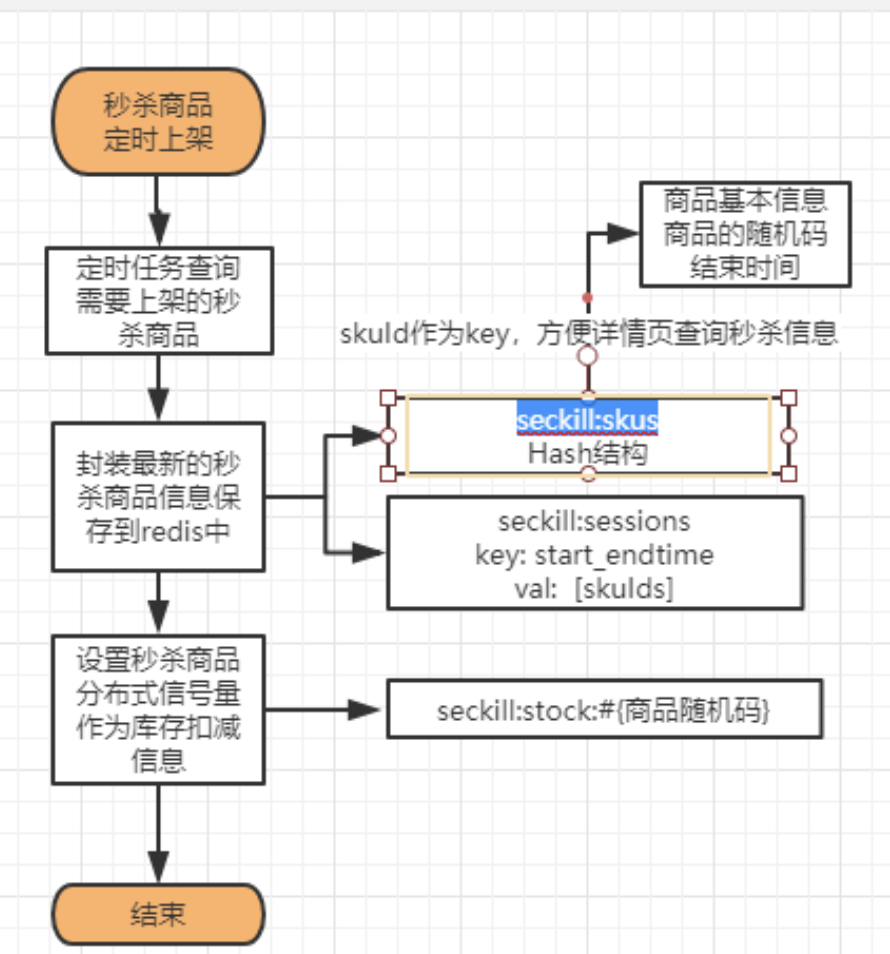 秒杀商品
定时上架
商品基本信息
商品的随机码
结束时间
定时任务查询
需要上架的秒
杀商品
skuId作为key，方便详情页查询秒杀信息
seckill:skus
Hash结构
封装最新的秒
杀商品信息保
存到redis中
seckill:sessions
key: start_endtime
val:  [skuIds]
设置秒杀商品
分布式信号量
作为库存扣减
信息
seckill:stock:#{商品随机码}
结束